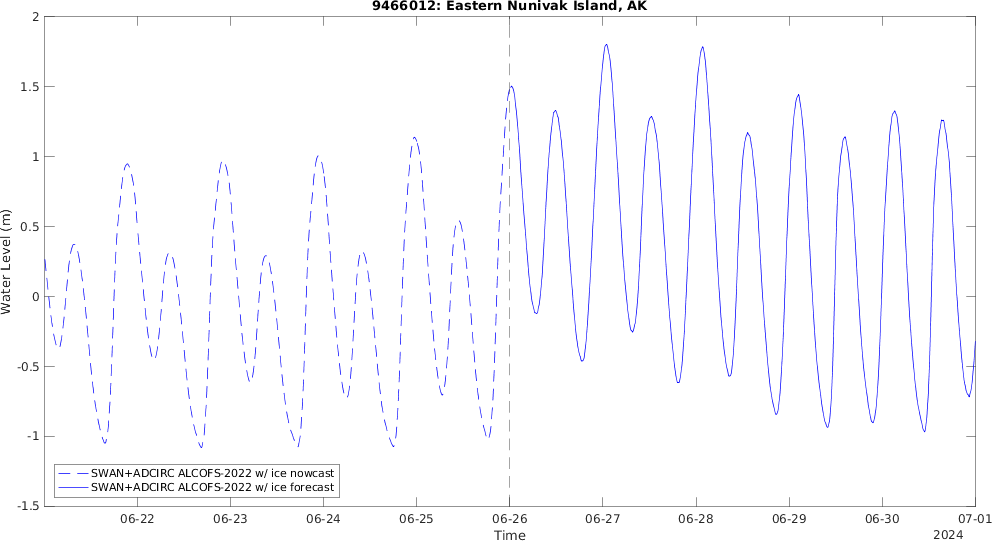 9466012: Eastern Nunivak Island, AK
Water Level (m)
2
1.5
1
0.5
0
-0.5
-1
-1.5
SWAN+ADCIRC ALCOFS-2022 w/ ice nowcast
SWAN+ADCIRC ALCOFS-2022 w/ ice forecast
06-22 06-23 06-24 06-25 06-26 06-27 06-28 06-29 06-30 07-01
Time
2024